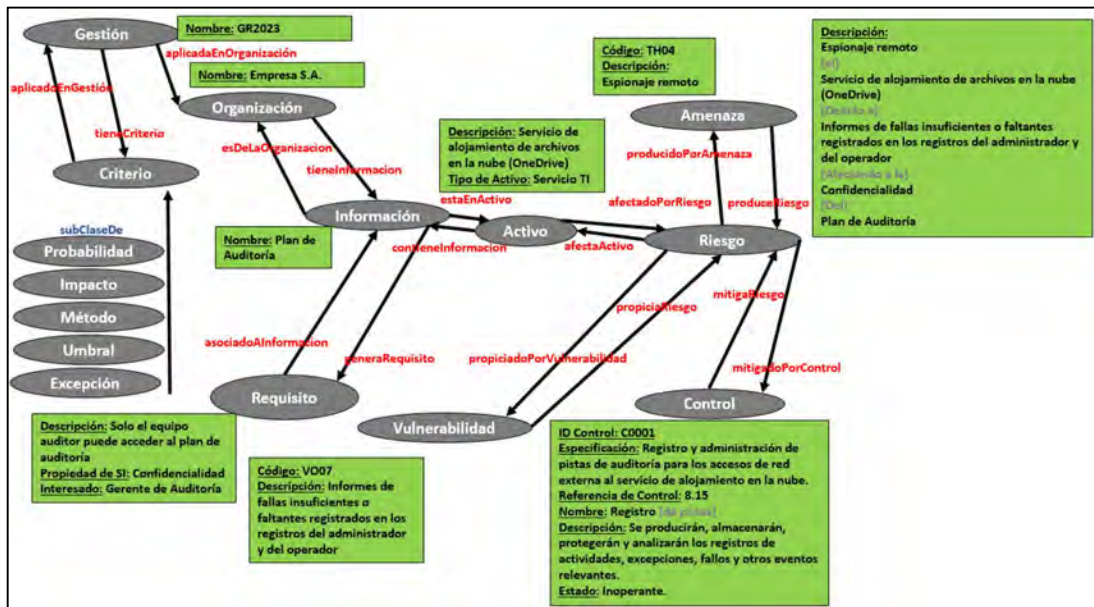 Gestión
Nombre: GR2023
aplicadaEnOrganización
Nombre: Empresa S.A.
aplicadoEnGestión
tieneCriterio
Organización
Criterio
esDeLaOrganizacion
tieneInformacion
Código: TH04
Descripción:
Espionaje remoto
Amenaza
producidoPorAmenaza
produceRiesgo
Descripción:
Espionaje remoto
[el]
Servicio de alojamiento de archivos en la nube
(OneDrive)
[Debido a]
Informes de fallas insuficientes o faltantes
registrados en los registros del administrador y
del operador
[Afectando a la]
Confidencialidad
[Del]
Plan de Auditoría
Descripción: Servicio de
alojamiento de archivos
en la nube (OneDrive)
Tipo de Activo: Servicio TI
estaEnActivo
afectadoPorRiesgo
Información
Activo
Riesgo
contieneInformacion
afectaActivo
Nombre: Plan de
Auditoría
subClaseDe
Probabilidad
Impacto
Método
Umbral
Excepción
asociadoAInformacion
generaRequisito
Requisito
propiciaRiesgo
propiciadoPorVulnerabilidad
Vulnerabilidad
mitigaRiesgo
mitigadoPorControl
Control
Descripción: Solo el equipo
auditor puede acceder al plan de
auditoría
Propiedad de SI: Confidencialidad
Interesado: Gerente de Auditoría
Código: VO07
Descripción: Informes de
fallas insuficientes o
faltantes registrados en los
registros del administrador
y del operador
ID Control: C0001
Especificación: Registro y administración de
pistas de auditoría para los accesos de red
externa al servicio de alojamiento en la nube.
Referencia de Control: 8.15
Nombre: Registro [de pistas]
Descripción: Se producirán, almacenarán,
protegerán y analizarán los registros de
actividades, excepciones, fallos y otros eventos
relevantes.
Estado: Inoperante.